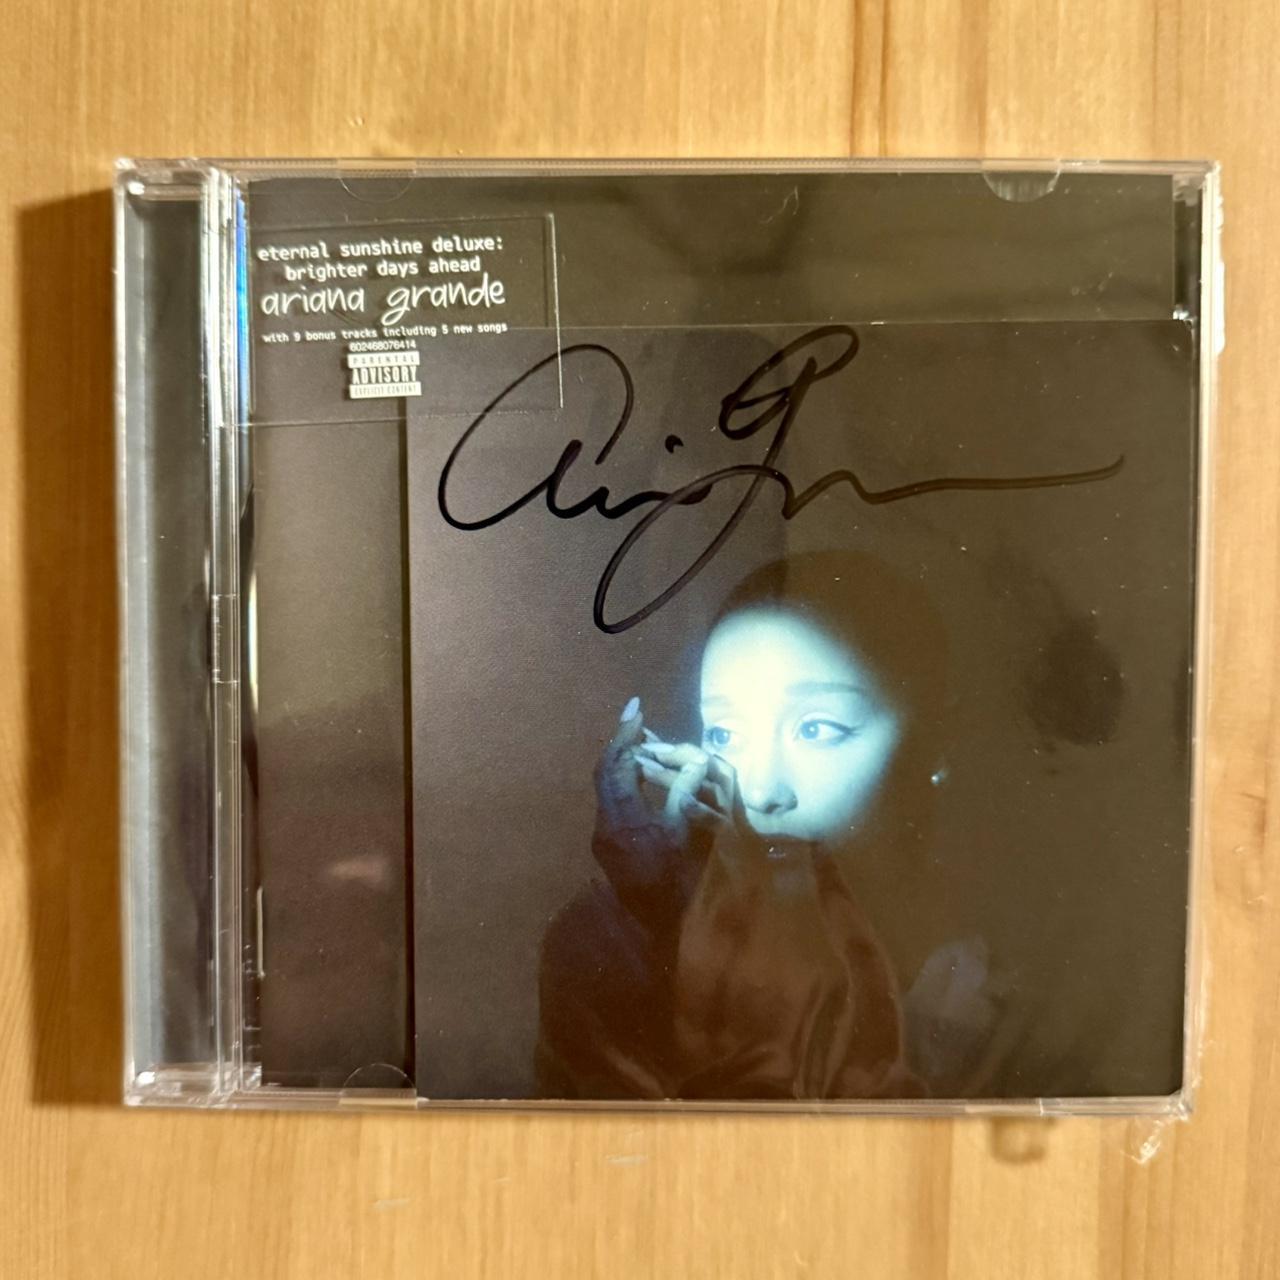 eternal sunshine deluxe:
brighter days ahead
ariana grande
with 9 bonus tracks including 5 new songs
602468076414
PARENTAL
ADVISORY
EXPLICIT CONTENT